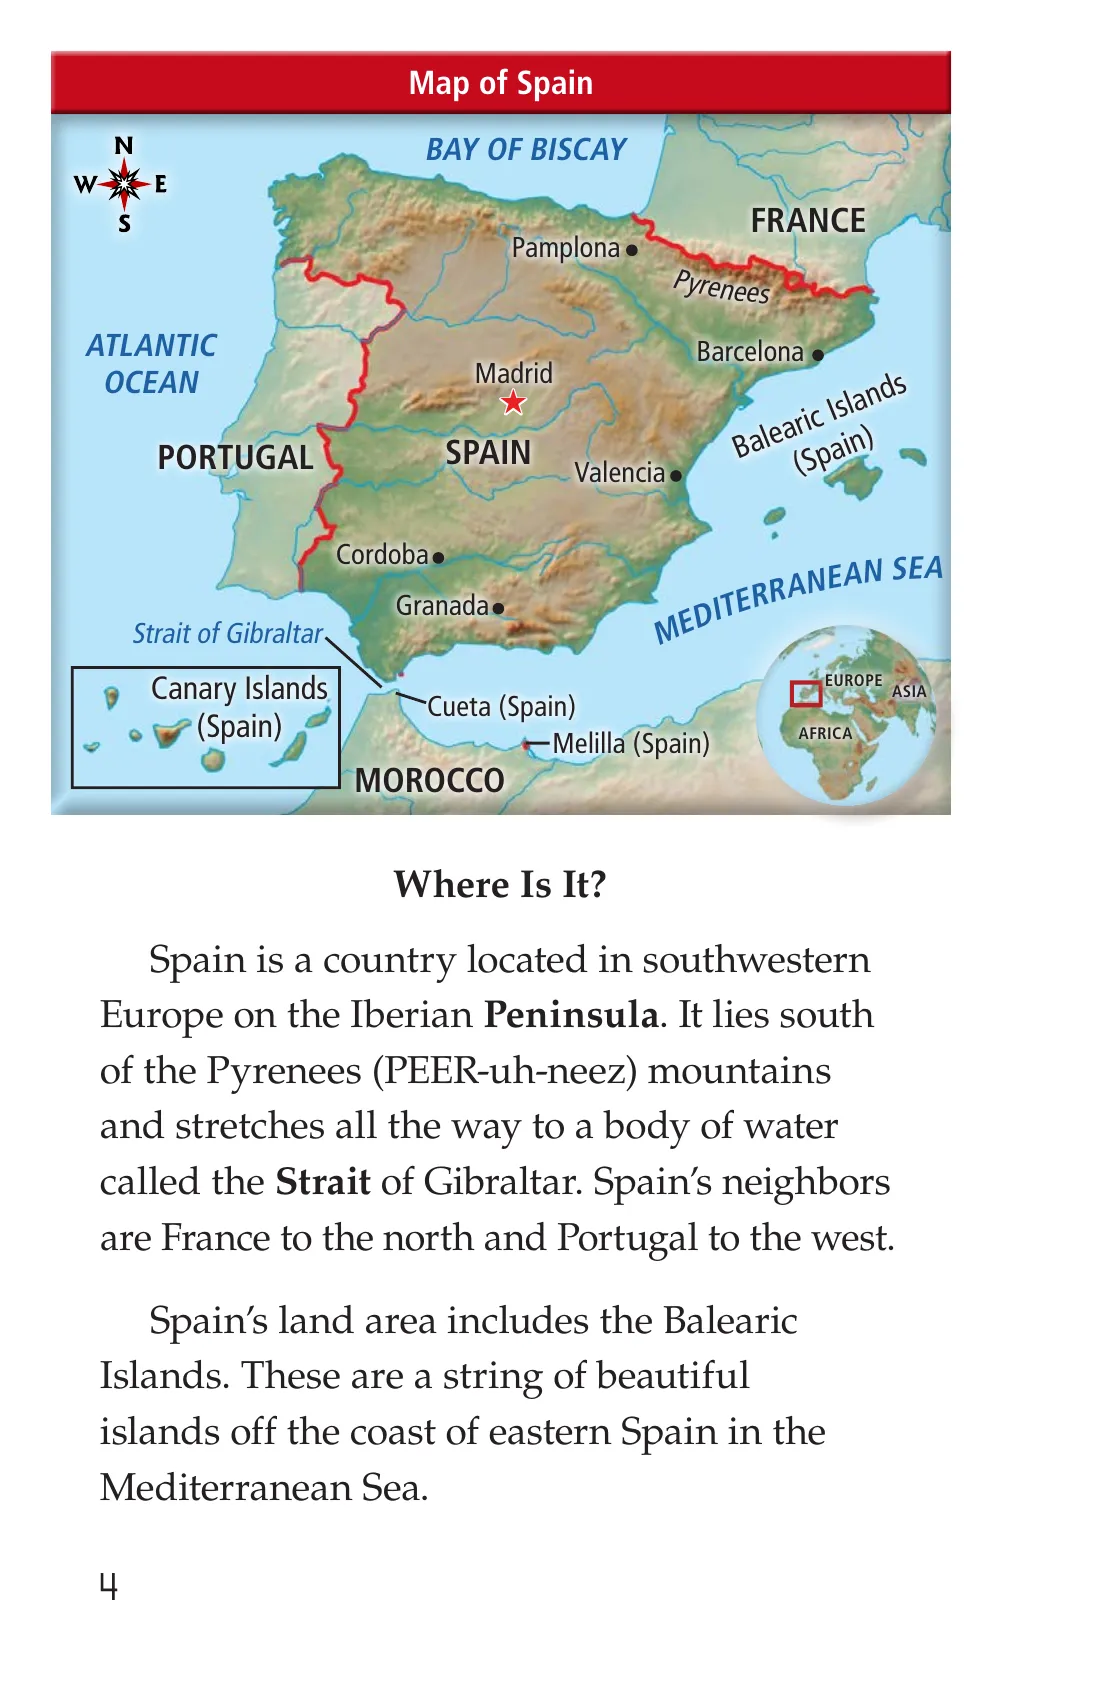 Map of Spain
N
W E
S
BAY OF BISCAY
FRANCE
Pamplona
Pyrenees
ATLANTIC
OCEAN
Barcelona
Madrid
Balearic Islands
(Spain)
PORTUGAL
SPAIN
Valencia
Cordoba
MEDITERRANEAN SEA
Granada
Strait of Gibraltar
Canary Islands
(Spain)
Cueta (Spain)
Melilla (Spain)
MOROCCO
EUROPE
ASIA
AFRICA
Where Is It?
Spain is a country located in southwestern
Europe on the Iberian Peninsula. It lies south
of the Pyrenees (PEER-uh-neez) mountains
and stretches all the way to a body of water
called the Strait of Gibraltar. Spain’s neighbors
are France to the north and Portugal to the west.
Spain’s land area includes the Balearic
Islands. These are a string of beautiful
islands off the coast of eastern Spain in the
Mediterranean Sea.
4